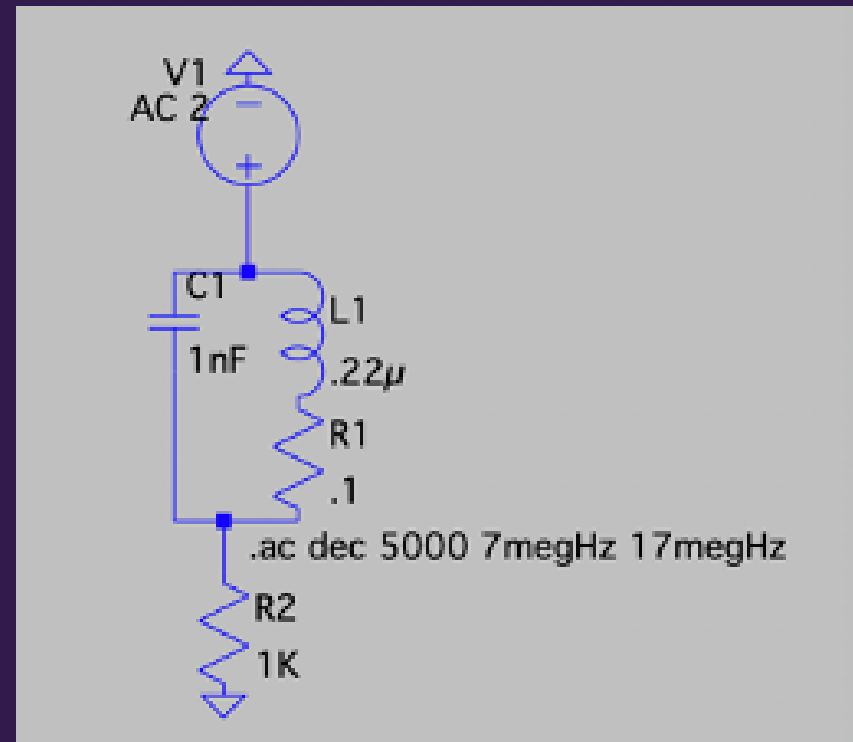 V1
AC 2
C1
1nF
L1
.22µ
R1
.1
.ac dec 5000 7megHz 17megHz
R2
1K